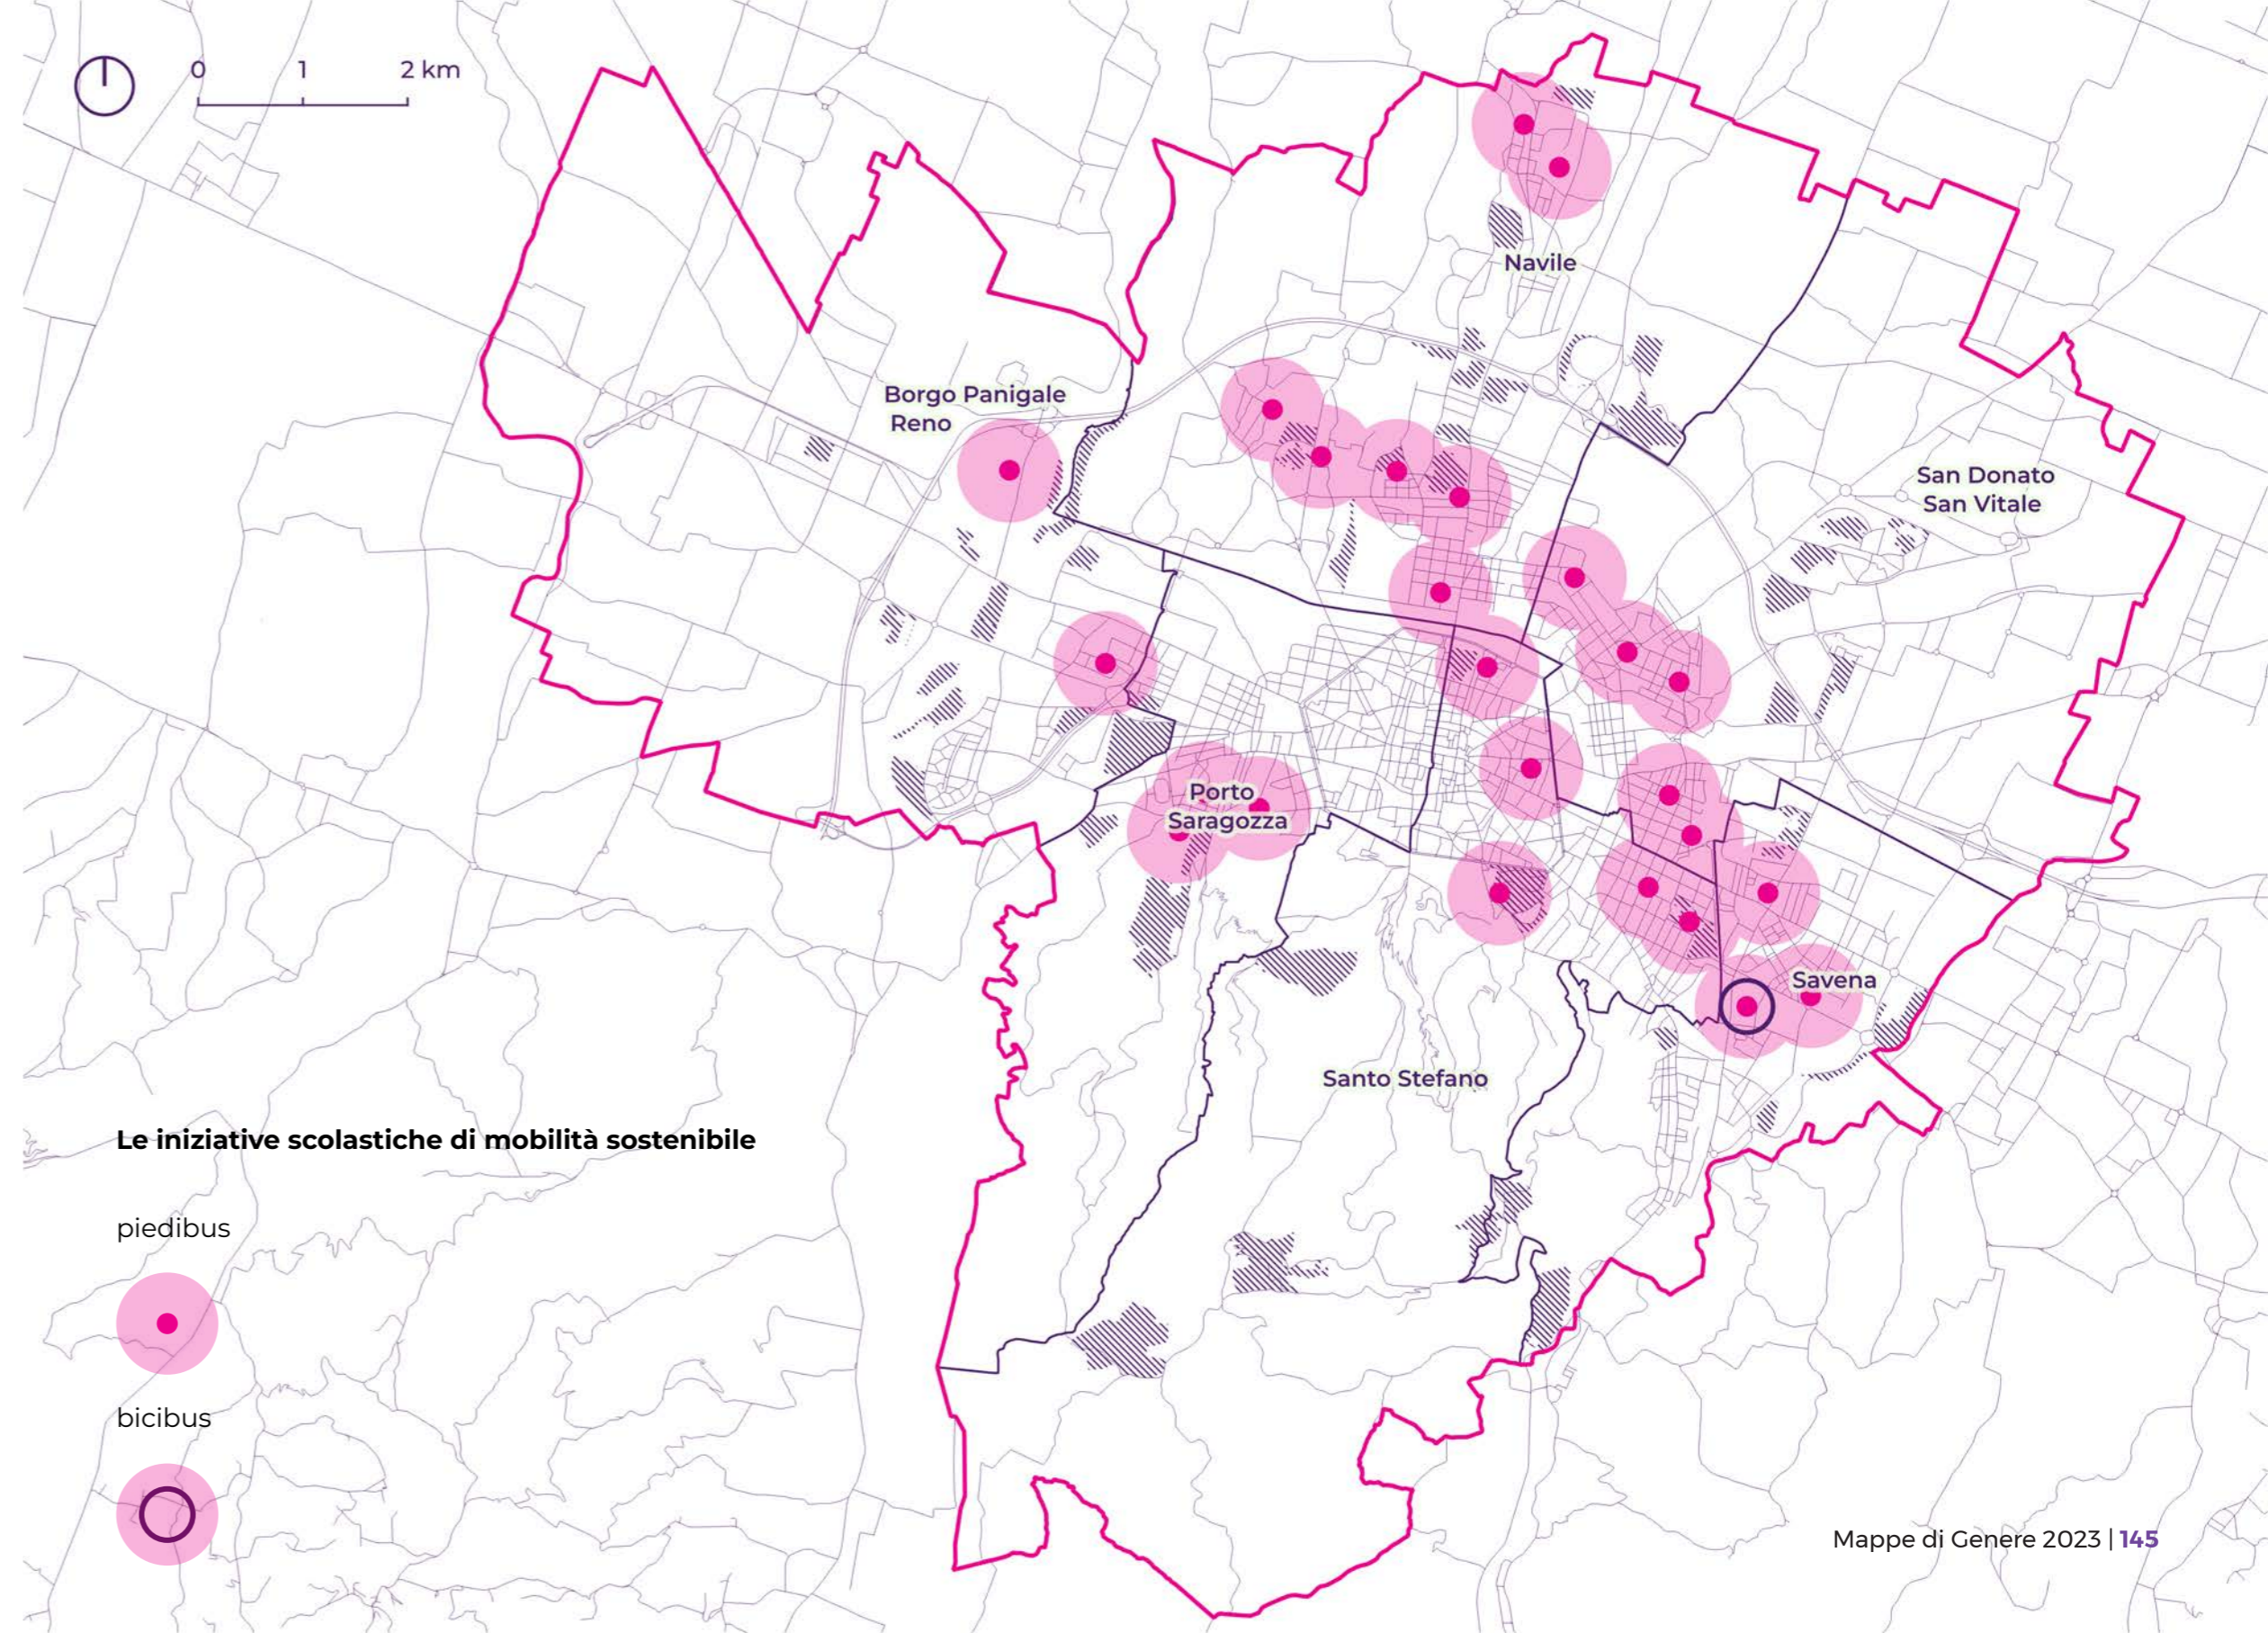 0 1 2 km
Navile
Borgo Panigale
Reno
San Donato
San Vitale
Porto
Saragozza
Savena
Santo Stefano
Le iniziative scolastiche di mobilità sostenibile
piedibus
bicibus
Mappe di Genere 2023 | 145